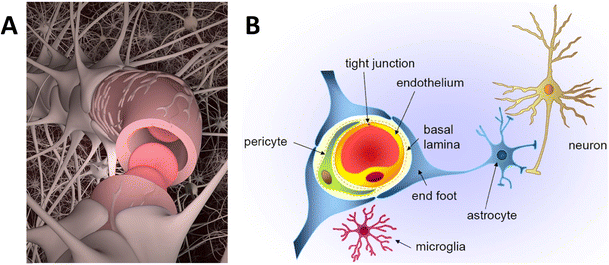 A
B
tight junction
endothelium
pericyte
basal
lamina
neuron
end foot
astrocyte
microglia